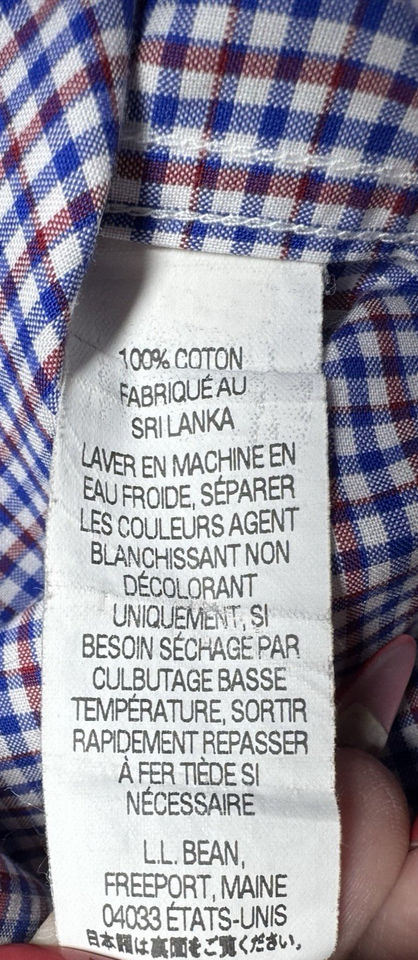 100% COTON
FABRIQUÉ AU
SRI LANKA
LAVER EN MACHINE EN
EAU FROIDE, SÉPARER
LES COULEURS AGENT
BLANCHISSANT NON
DÉCOLORANT
UNIQUEMENT, SI
BESOIN SÉCHAGE PAR
CULBUTAGE BASSE
TEMPÉRATURE, SORTIR
RAPIDEMENT REPASSER
À FER TIÈDE SI
NÉCESSAIRE
L.L. BEAN,
FREEPORT, MAINE
04033 ÉTATS-UNIS
日本語は裏面をご覧ください。